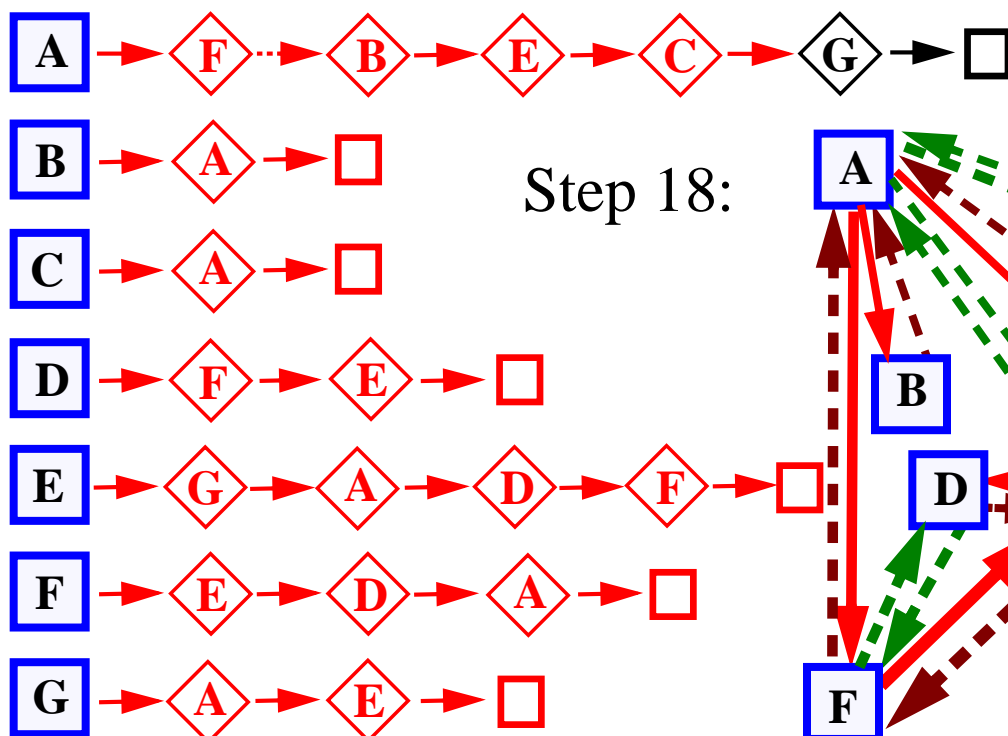 A F B E C G
B A
Step 18:
A
C A
D F E
B
E G A D F
D
F E D A
G A E
F